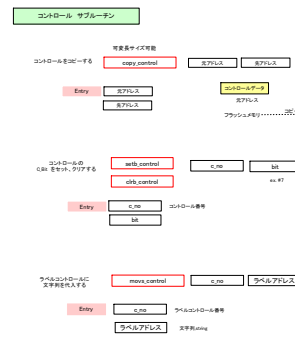 コントロール サブルーチン
可変長サイズ可能
コントロールをコピーする copy_control 元アドレス 先アドレス
Entry 元アドレス
先アドレス
コントロールデータ
元アドレス
フラッシュメモリ コピ
コントロールの
C,Bit をセット、クリアする
setb_control c_no bit
clrb_control
ex. #7
Entry c_no コントロール番号
bit
ラベルコントロールに
文字列を代入する
movs_control c_no ラベルアドレス
Entry c_no ラベルコントロール番号
ラベルアドレス 文字列,string